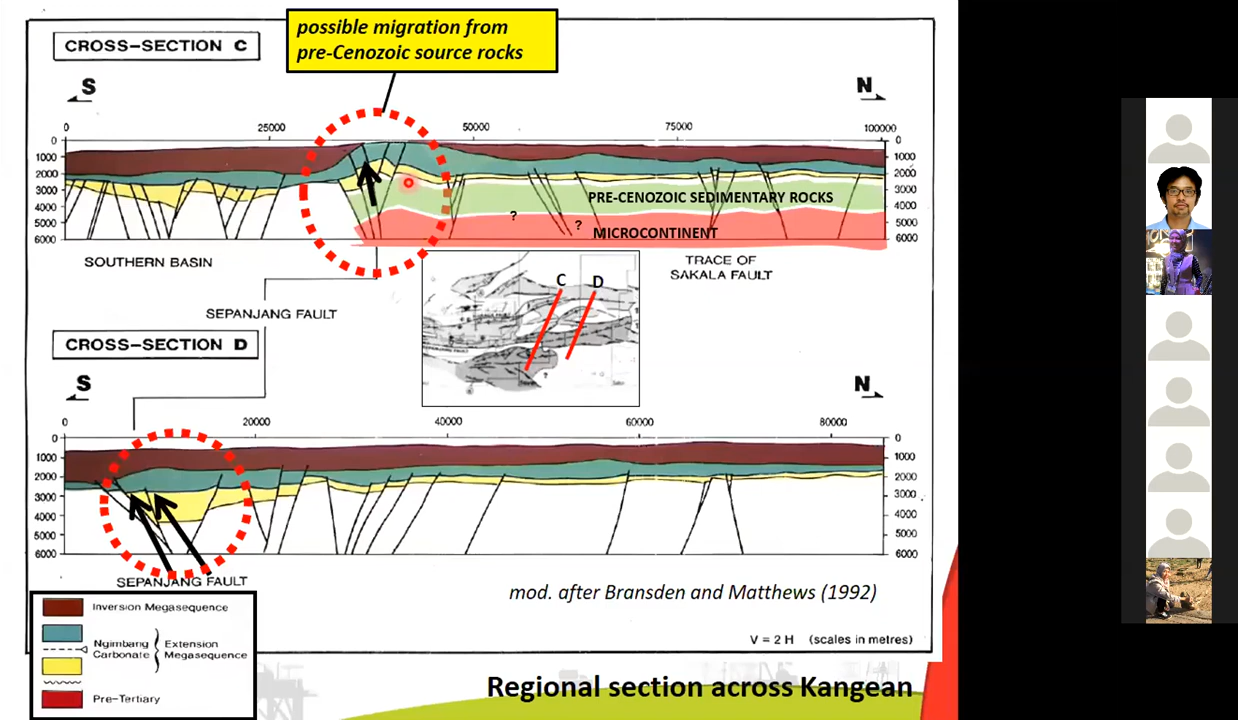 possible migration from
pre-Cenozoic source rocks
CROSS-SECTION C
S
N
0 25000 50000 75000 100000
0
1000
2000
3000
4000
5000
6000
0
1000
2000
3000
4000
5000
6000
PRE-CENOZOIC SEDIMENTARY ROCKS
?
?
MICROCONTINENT
SOUTHERN BASIN
TRACE OF
SAKALA FAULT
SEPANJANG FAULT
C D
CROSS-SECTION D
S
N
0 20000 40000 60000 80000
0
1000
2000
3000
4000
5000
6000
0
1000
2000
3000
4000
5000
6000
SEPANJANG FAULT
mod. after Bransden and Matthews (1992)
Inversion Megasequence
Ngimbang
Carbonate
Extension
Megasequence
Pre-Tertiary
V = 2 H (scales in metres)
Regional section across Kangean